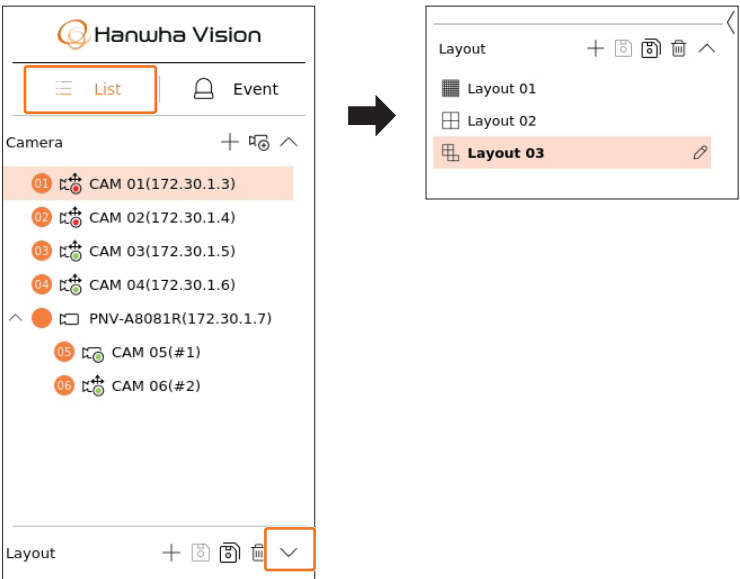 Hanwha Vision
List
Event
Camera
01 CAM 01(172.30.1.3)
02 CAM 02(172.30.1.4)
03 CAM 03(172.30.1.5)
04 CAM 04(172.30.1.6)
PNV-A8081R(172.30.1.7)
05 CAM 05(#1)
06 CAM 06(#2)
Layout
Layout
Layout 01
Layout 02
Layout 03